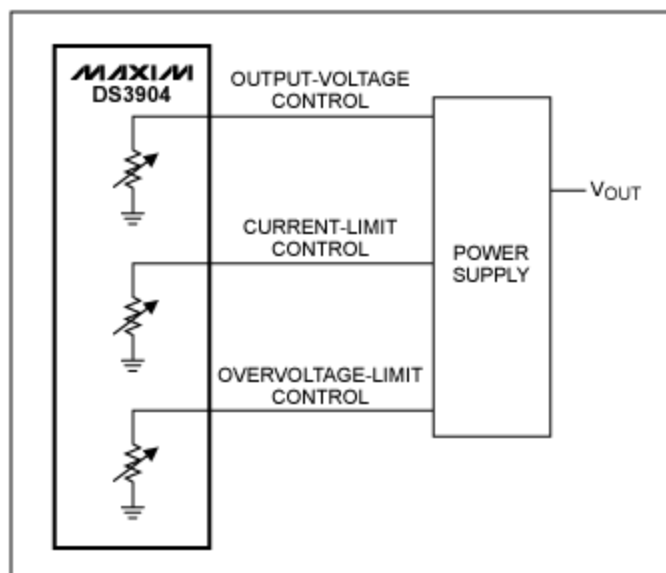 MAXIM
DS3904
OUTPUT-VOLTAGE
CONTROL
CURRENT-LIMIT
CONTROL
OVERVOLTAGE-LIMIT
CONTROL
POWER
SUPPLY
VOUT